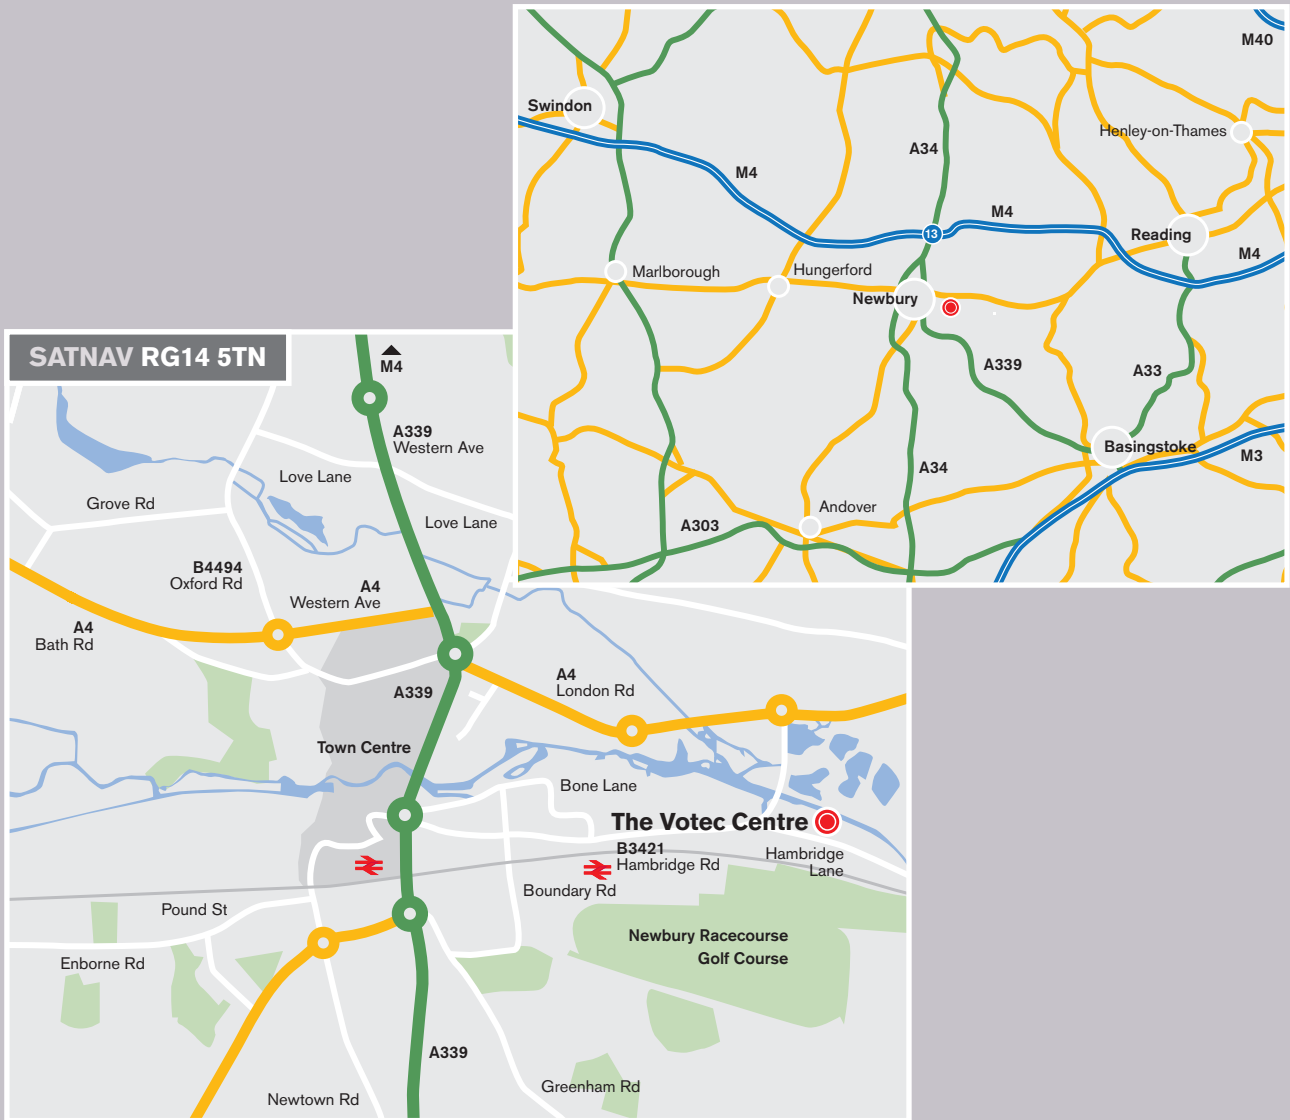 M40
Swindon
Henley-on-Thames
A34
M4
M4
13
Reading
M4
Marlborough
Hungerford
Newbury
A339
A33
Basingstoke
M3
A34
Andover
A303
SATNAV RG14 5TN
M4
A339
Western Ave
Love Lane
Grove Rd
Love Lane
B4494
Oxford Rd
A4
Western Ave
A4
Bath Rd
A4
London Rd
A339
Town Centre
Bone Lane
The Votec Centre
B3421
Hambridge Rd
Hambridge
Lane
Boundary Rd
Pound St
Newbury Racecourse
Golf Course
Enborne Rd
A339
Greenham Rd
Newtown Rd